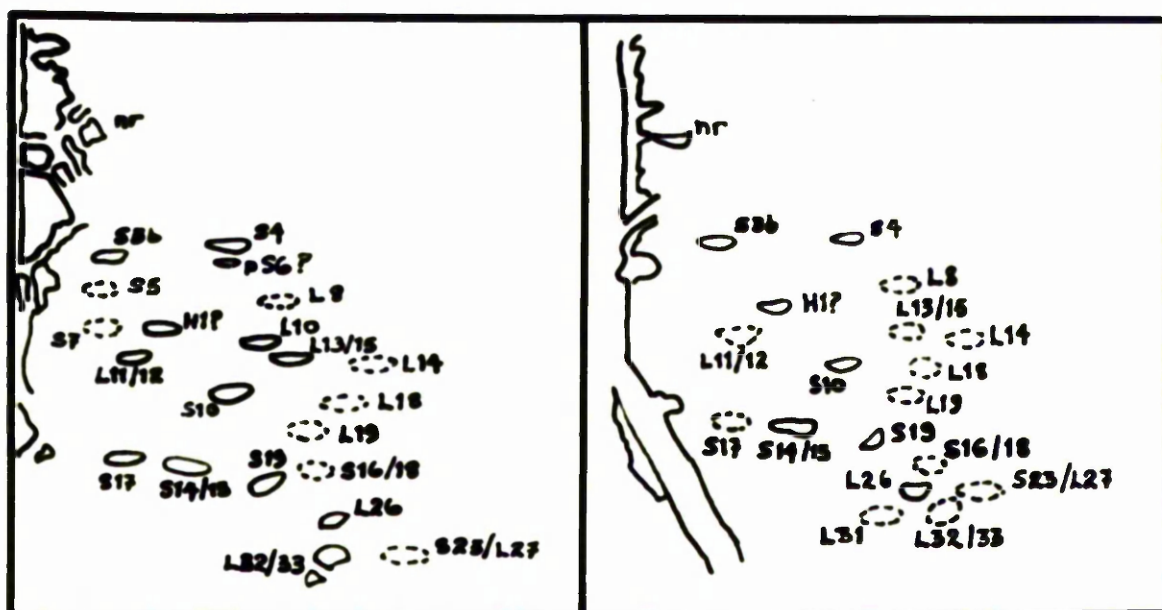 nr
S3b
S4
pS6?
S5
L8
S7
H1?
L10
L13/15
L11/12
L14
S10
L18
L19
S17
S14/15
S19
S16/18
L26
L32/33
S23/L27
nr
S3b
S4
L8
H1?
L13/15
L11/12
L14
S10
L18
L19
S17
S14/15
S19
S16/18
L26
S23/L27
L31
L32/33